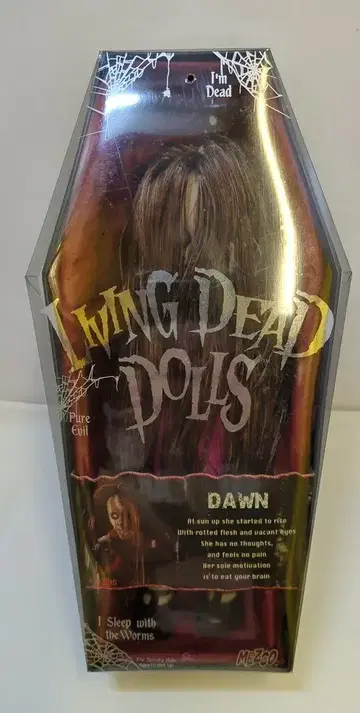 I'm
Dead
LIVING DEAD
DOLLS
Pure
Evil
DAWN
At sun up she started to rise
With rotted flesh and vacant eyes
She has no thoughts,
and feels no pain
Her sole motivation
is to eat your brain
I Sleep with
the Worms
MEZCO